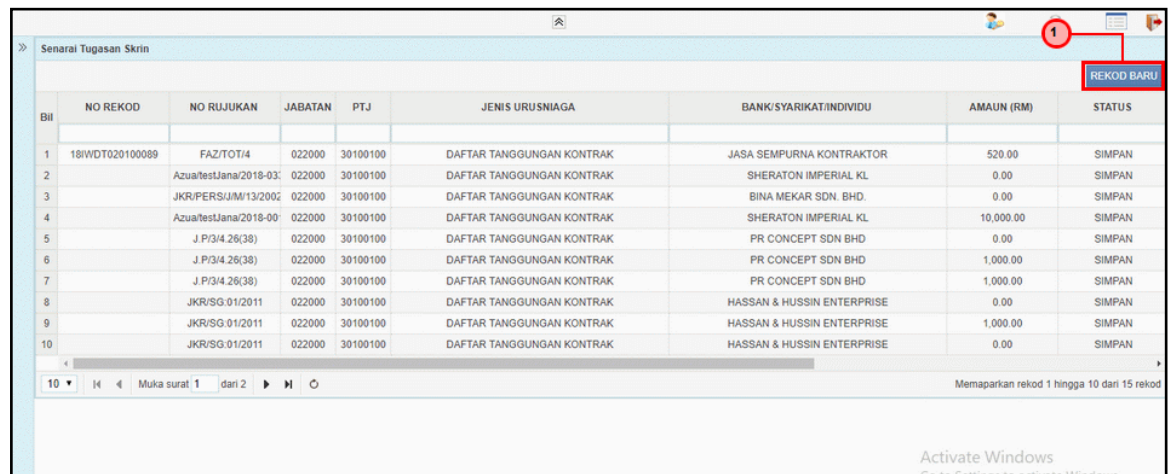 1
Senarai Tugasan Skrin
REKOD BARU
Bil NO REKOD NO RUJUKAN JABATAN PTJ JENIS URUSNIAGA BANK/SYARIKAT/INDIVIDU AMAUN (RM) STATUS
1 18IWDT020100089 FAZ/TOT/4 022000 30100100 DAFTAR TANGGUNGAN KONTRAK JASA SEMPURNA KONTRAKTOR 520.00 SIMPAN
2 Azua/testJana/2018-03 022000 30100100 DAFTAR TANGGUNGAN KONTRAK SHERATON IMPERIAL KL 0.00 SIMPAN
3 JKR/PERS/J/M/13/2002 022000 30100100 DAFTAR TANGGUNGAN KONTRAK BINA MEKAR SDN. BHD. 0.00 SIMPAN
4 Azua/testJana/2018-00 022000 30100100 DAFTAR TANGGUNGAN KONTRAK SHERATON IMPERIAL KL 10,000.00 SIMPAN
5 J.P/3/4.26(38) 022000 30100100 DAFTAR TANGGUNGAN KONTRAK PR CONCEPT SDN BHD 0.00 SIMPAN
6 J.P/3/4.26(38) 022000 30100100 DAFTAR TANGGUNGAN KONTRAK PR CONCEPT SDN BHD 1,000.00 SIMPAN
7 J.P/3/4.26(38) 022000 30100100 DAFTAR TANGGUNGAN KONTRAK PR CONCEPT SDN BHD 1,000.00 SIMPAN
8 JKR/SG:01/2011 022000 30100100 DAFTAR TANGGUNGAN KONTRAK HASSAN & HUSSIN ENTERPRISE 0.00 SIMPAN
9 JKR/SG:01/2011 022000 30100100 DAFTAR TANGGUNGAN KONTRAK HASSAN & HUSSIN ENTERPRISE 1,000.00 SIMPAN
10 JKR/SG:01/2011 022000 30100100 DAFTAR TANGGUNGAN KONTRAK HASSAN & HUSSIN ENTERPRISE 0.00 SIMPAN
10 Muka surat 1 dari 2 Memaparkan rekod 1 hingga 10 dari 15 rekod
Activate Windows